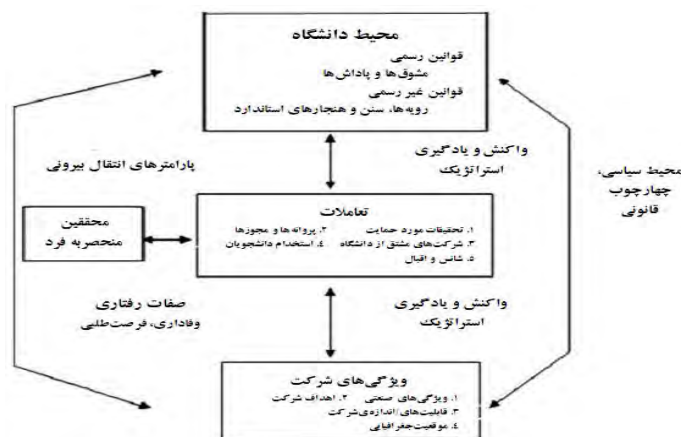 محیط دانشگاه
قوانین رسمی
مشوق‌ها و پاداش‌ها
قوانین غیر رسمی
رویه‌ها، سنن و هنجارهای استاندارد
پارامترهای انتقال بیرونی
واکنش و یادگیری
استراتژیک
محیط سیاسی،
چهارچوب
قانونی
محققین
منحصربه فرد
تعاملات
۱. تحقیقات مورد حمایت ۲. پروانه‌ها و مجوزها
۳. شرکت‌های مشتق از دانشگاه ۴. استخدام دانشجویان
۵. شانس و اقبال
صفات رفتاری
وفاداری، فرصت‌طلبی
واکنش و یادگیری
استراتژیک
ویژگی‌های شرکت
۱. ویژگی‌های صنعتی ۲. اهداف شرکت
۳. قابلیت‌های/اندازه‌ی شرکت
۴. موقعیت جغرافیایی